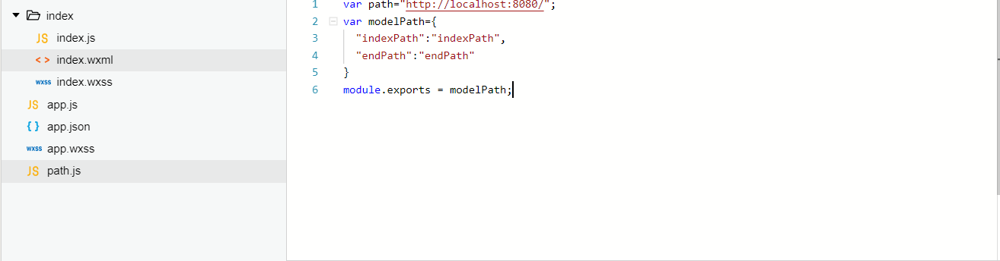 index
JS index.js
<> index.wxml
wxss index.wxss
JS app.js
{} app.json
wxss app.wxss
JS path.js
1 var path="http://localhost:8080/";
2 var modelPath={
3 "indexPath":"indexPath",
4 "endPath":"endPath"
5 }
6 module.exports = modelPath;